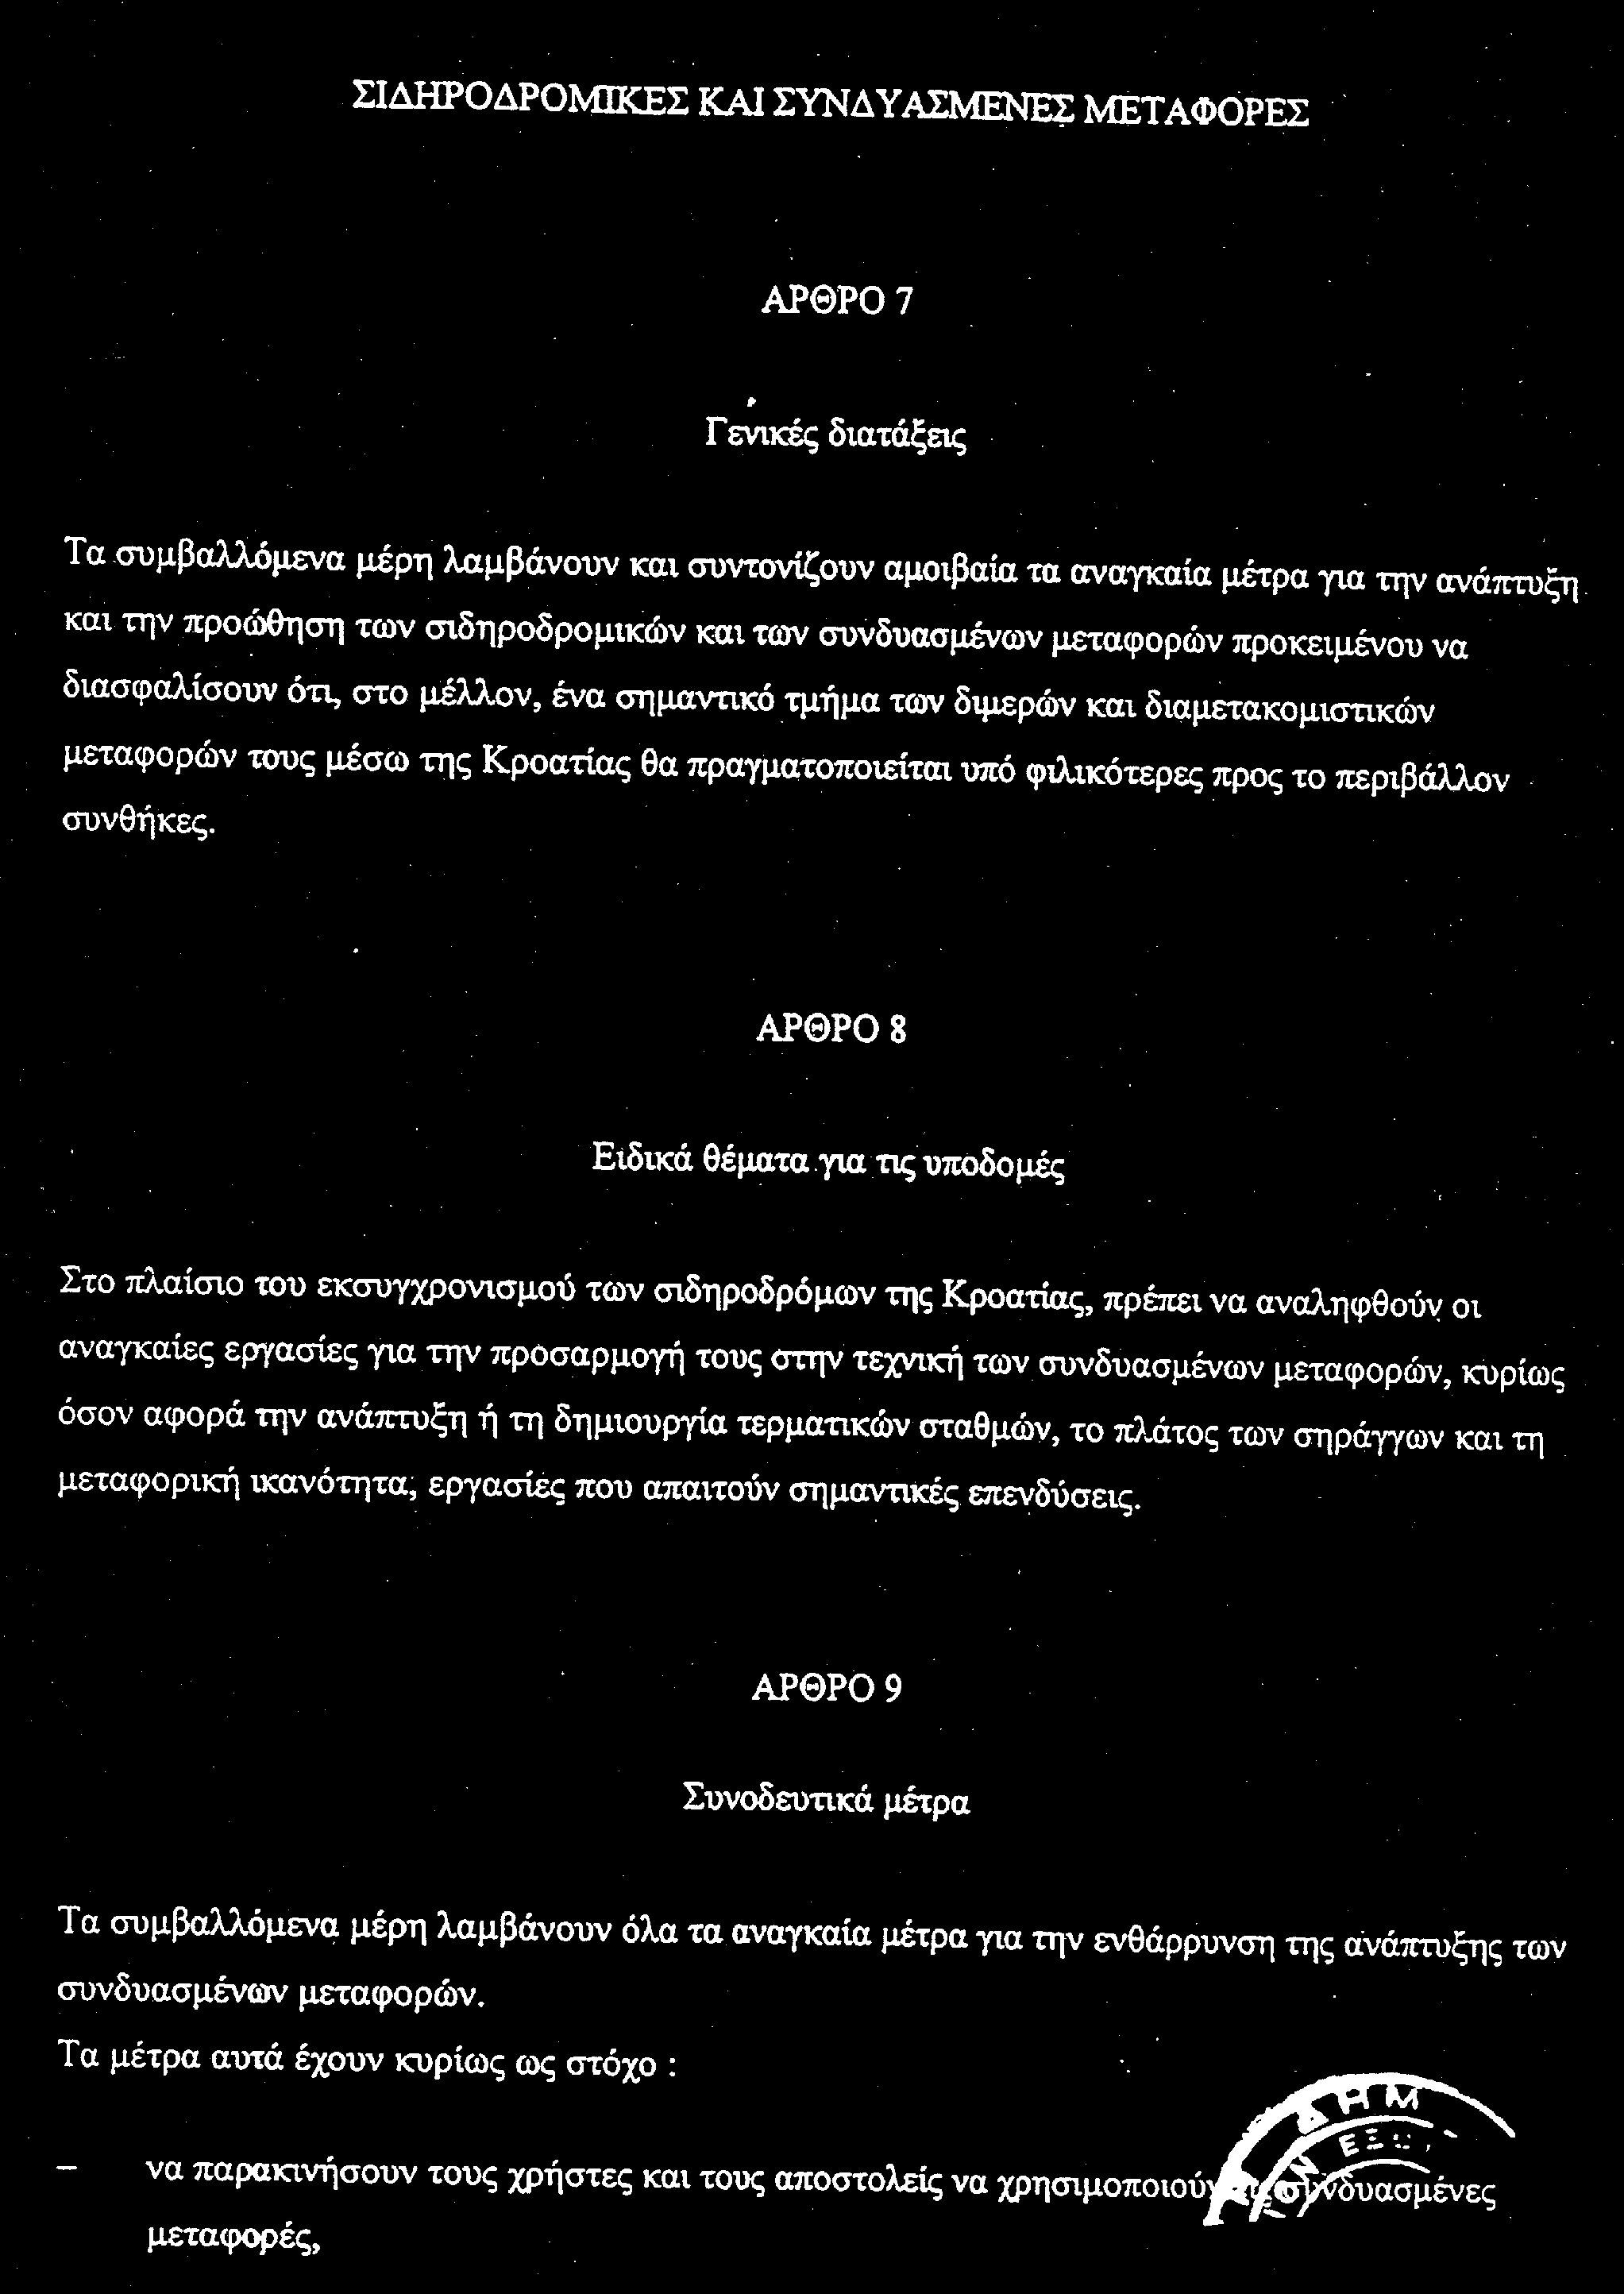 ΣΙΔΗΡΟΔΡΟΜΙΚΕΣ ΚΑΙ ΣΥΝΔΥΑΣΜΕΝΕΣ ΜΕΤΑΦΟΡΕΣ
ΑΡΘΡΟ 7
Γενικές διατάξεις
Τα συμβαλλόμενα μέρη λαμβάνουν και συντονίζουν αμοιβαία τα αναγκαία μέτρα για την ανάπτυξη
και την προώθηση των σιδηροδρομικών και των συνδυασμένων μεταφορών προκειμένου να
διασφαλίσουν ότι, στο μέλλον, ένα σημαντικό τμήμα των διμερών και διαμετακομιστικών
μεταφορών τους μέσω της Κροατίας θα πραγματοποιείται υπό φιλικότερες προς το περιβάλλον
συνθήκες.
ΑΡΘΡΟ 8
Ειδικά θέματα για τις υποδομές
Στο πλαίσιο του εκσυγχρονισμού των σιδηροδρόμων της Κροατίας, πρέπει να αναληφθούν οι
αναγκαίες εργασίες για την προσαρμογή τους στην τεχνική των συνδυασμένων μεταφορών, κυρίως
όσον αφορά την ανάπτυξη ή τη δημιουργία τερματικών σταθμών, το πλάτος των σηράγγων και τη
μεταφορική ικανότητα, εργασίες που απαιτούν σημαντικές επενδύσεις.
ΑΡΘΡΟ 9
Συνοδευτικά μέτρα
Τα συμβαλλόμενα μέρη λαμβάνουν όλα τα αναγκαία μέτρα για την ενθάρρυνση της ανάπτυξης των
συνδυασμένων μεταφορών.
Τα μέτρα αυτά έχουν κυρίως ως στόχο :
ΔΗΜ
– να παρακινήσουν τους χρήστες και τους αποστολείς να χρησιμοποιούν τις συνδυασμένες
μεταφορές,